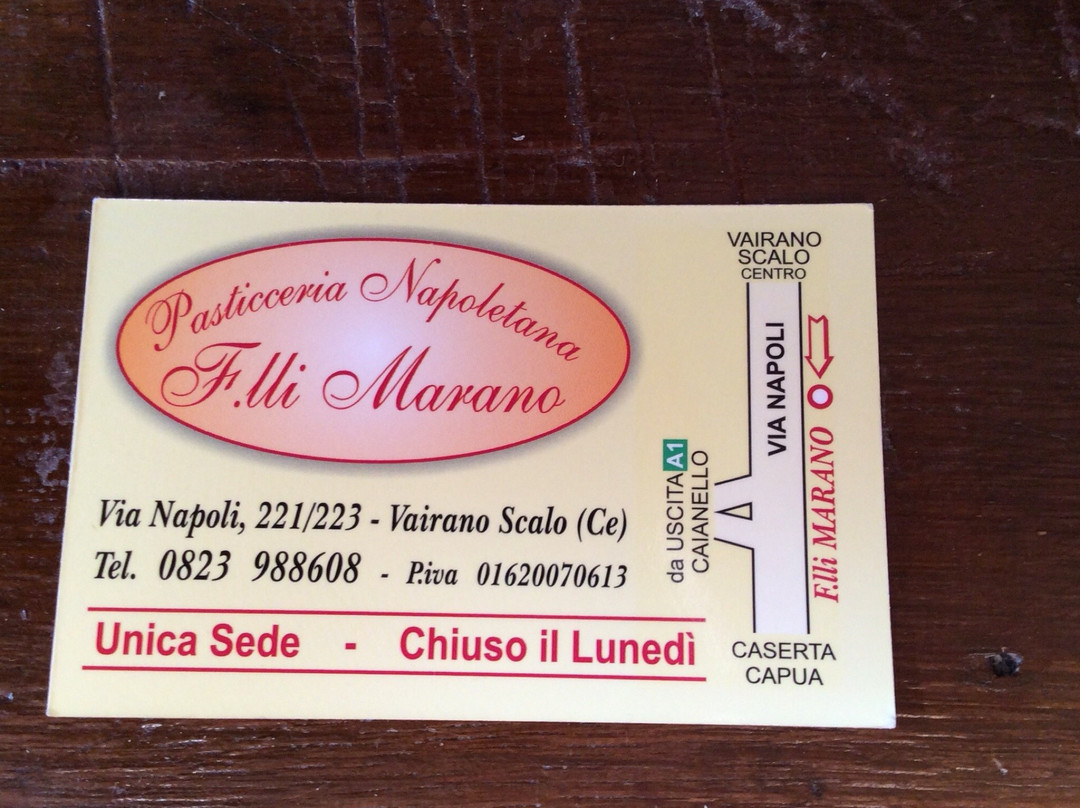 Pasticceria Napoletana
F.lli Marano
Via Napoli, 221/223 - Vairano Scalo (Ce)
Tel. 0823 988608 - P.iva 01620070613
Unica Sede - Chiuso il Lunedì
VAIRANO
SCALO
CENTRO
VIA NAPOLI
F.lli MARANO
da USCITA A1
CAIANELLO
CASERTA
CAPUA